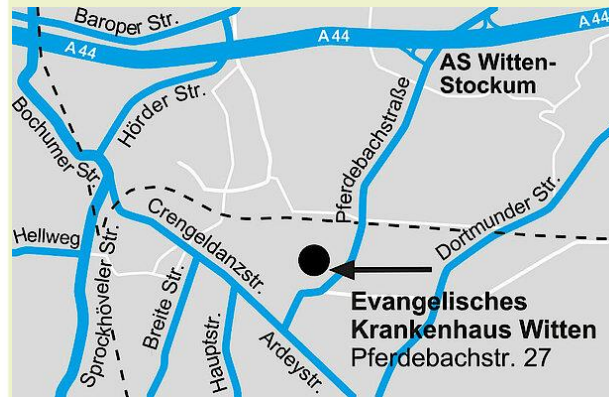 Baroper Str.
A 44
A 44
AS Witten-
Stockum
Bochumer Str.
Hörder Str.
Pferdebachstraße
Dortmunder Str.
Crengeldanzstr.
Hellweg
Sprockhöveler Str.
Breite Str.
Hauptstr.
Ardeystr.
Evangelisches
Krankenhaus Witten
Pferdebachstr. 27